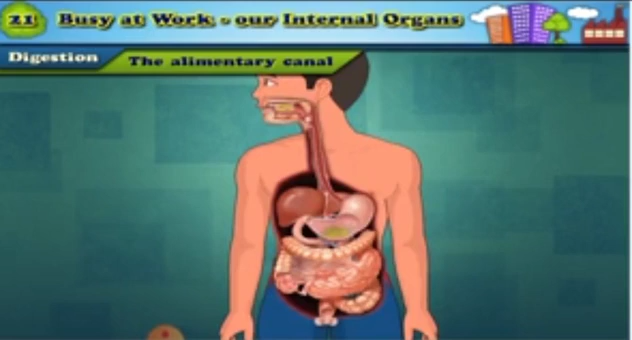 21 Busy at Work - our Internal Organs
Digestion
The alimentary canal